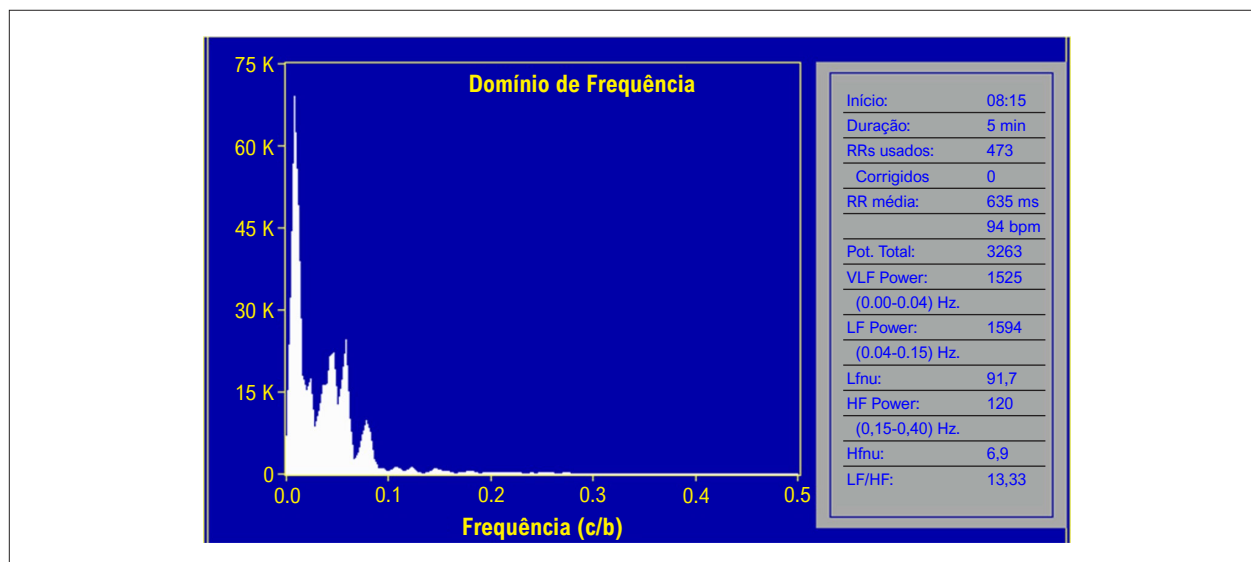 Domínio de Frequência
75 K
60 K
45 K
30 K
15 K
0
0.0 0.1 0.2 0.3 0.4 0.5
Frequência (c/b)
Início: 08:15
Duração: 5 min
RRs usados: 473
Corrigidos 0
RR média: 635 ms
94 bpm
Pot. Total: 3263
VLF Power: 1525
(0.00-0.04) Hz.
LF Power: 1594
(0.04-0.15) Hz.
Lfnu: 91,7
HF Power: 120
(0,15-0,40) Hz.
Hfnu: 6,9
LF/HF: 13,33